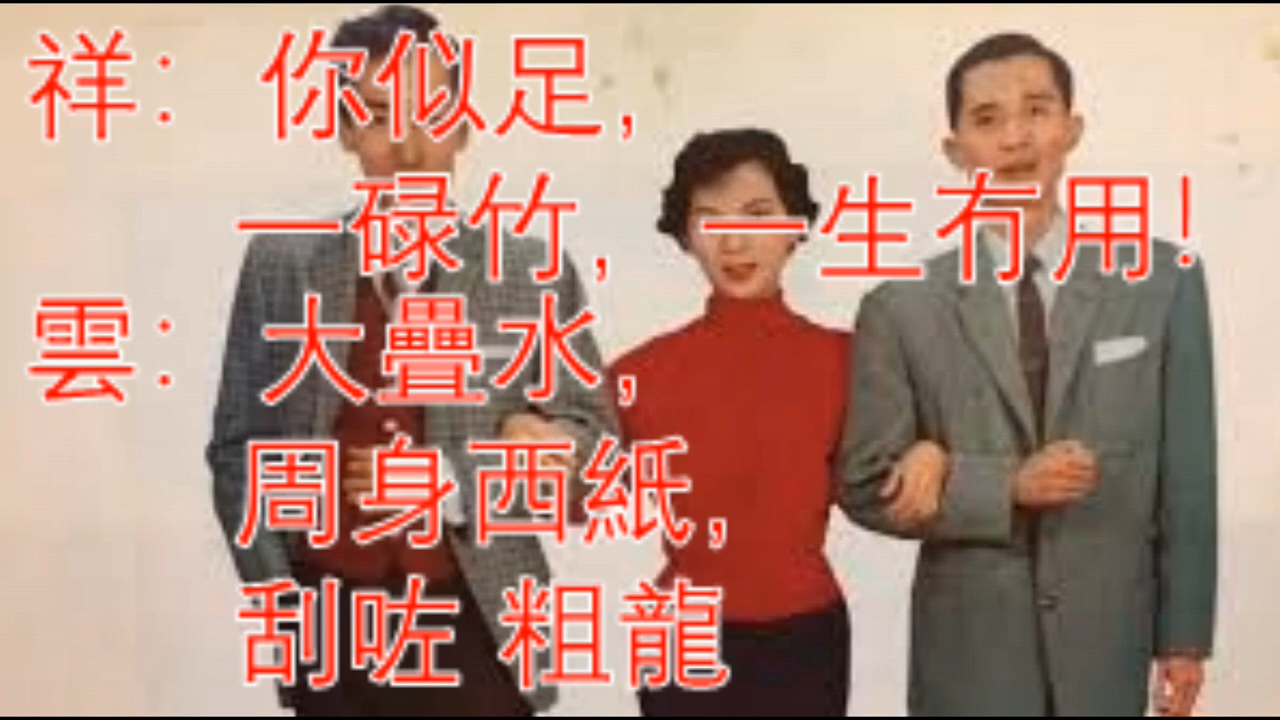 祥: 你似足,
一碌竹, 一生冇用!
雲: 大疊水,
周身西紙,
刮咗 粗龍